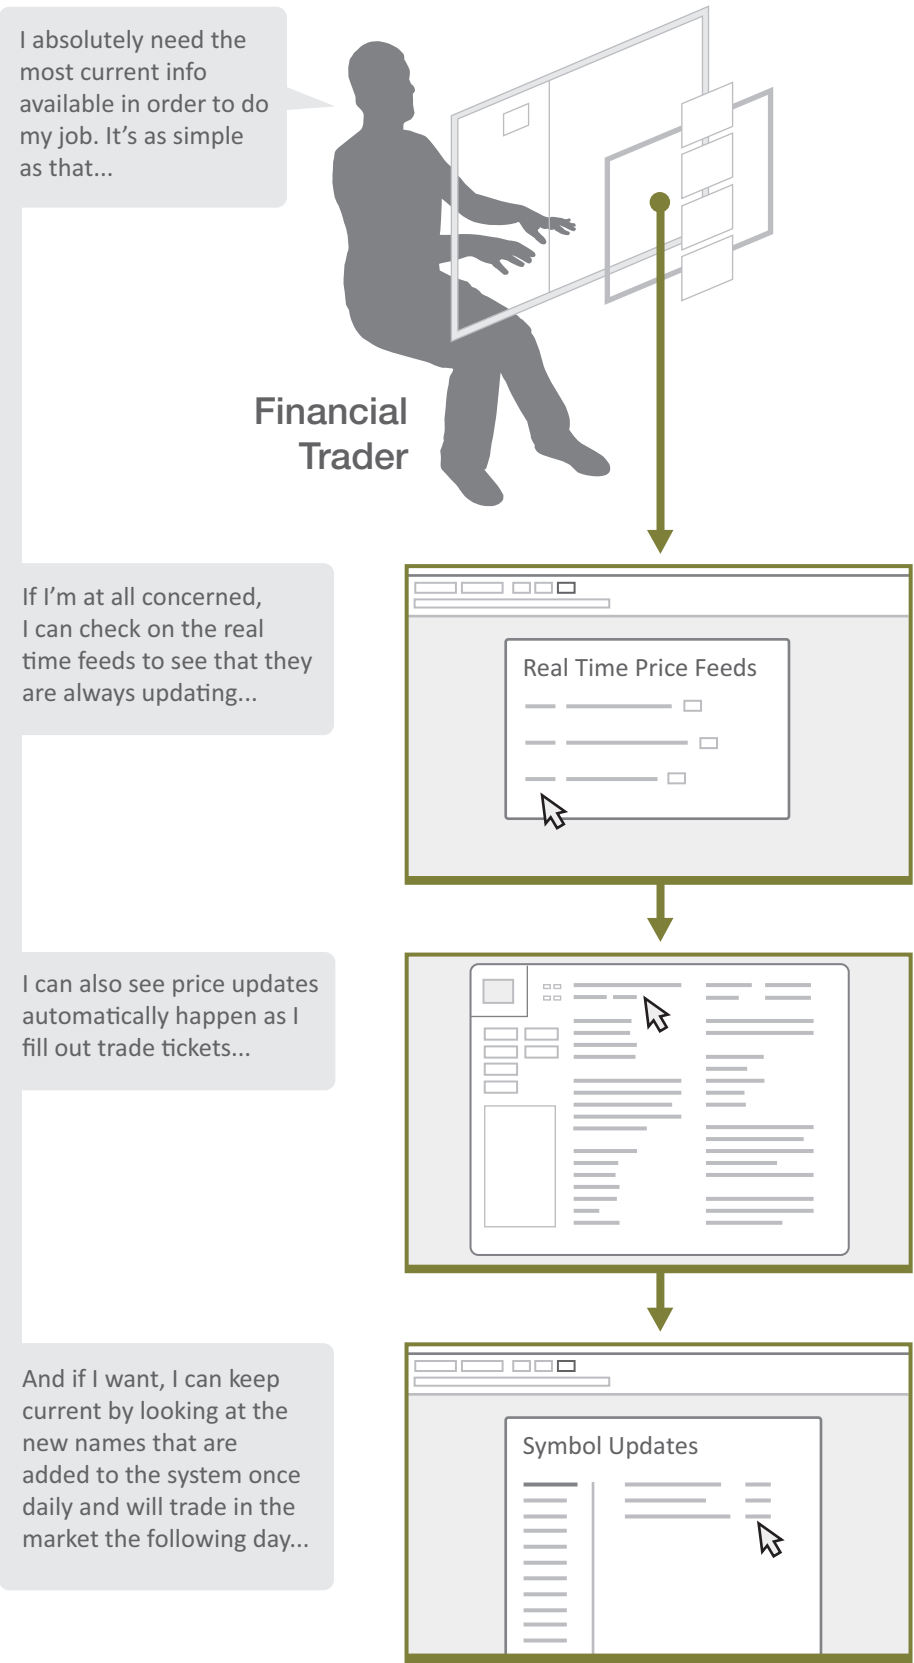 I absolutely need the
most current info
available in order to do
my job. It's as simple
as that...
Financial
Trader
If I'm at all concerned,
I can check on the real
time feeds to see that they
are always updating...
Real Time Price Feeds
I can also see price updates
automatically happen as I
fill out trade tickets...
And if I want, I can keep
current by looking at the
new names that are
added to the system once
daily and will trade in the
market the following day...
Symbol Updates